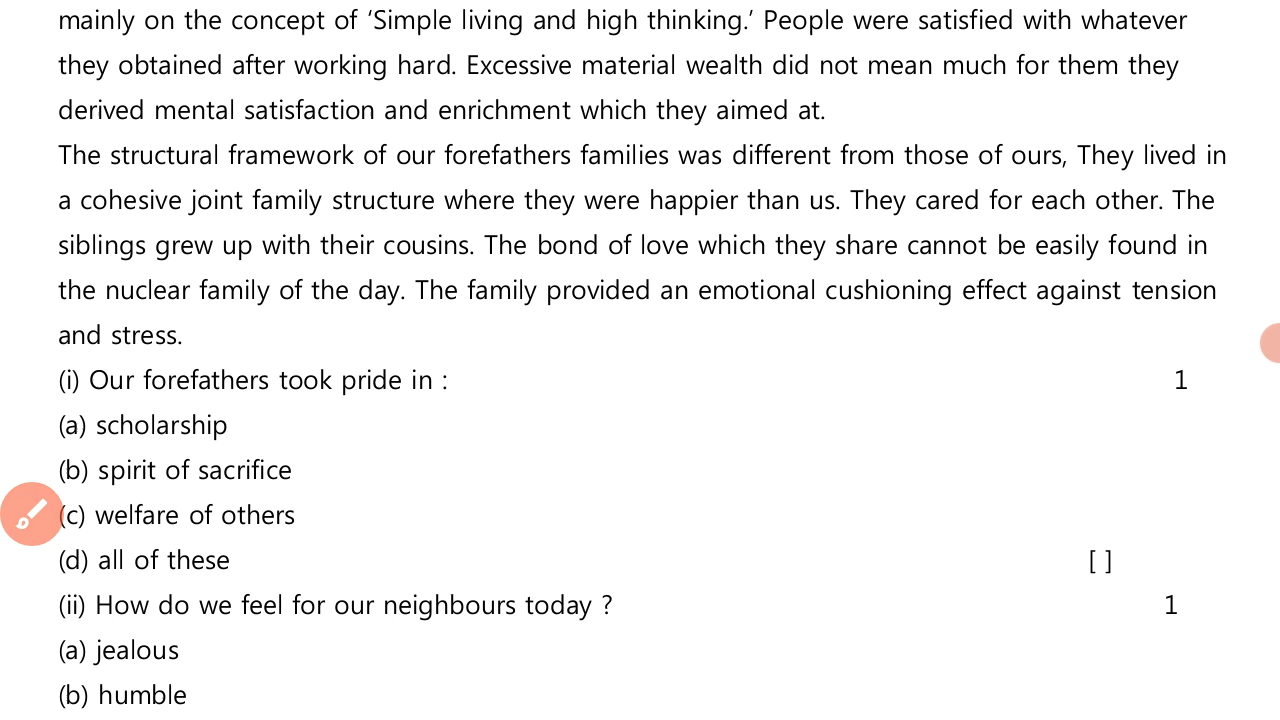 mainly on the concept of ‘Simple living and high thinking.’ People were satisfied with whatever
they obtained after working hard. Excessive material wealth did not mean much for them they
derived mental satisfaction and enrichment which they aimed at.
The structural framework of our forefathers families was different from those of ours, They lived in
a cohesive joint family structure where they were happier than us. They cared for each other. The
siblings grew up with their cousins. The bond of love which they share cannot be easily found in
the nuclear family of the day. The family provided an emotional cushioning effect against tension
and stress.
(i) Our forefathers took pride in : 1
(a) scholarship
(b) spirit of sacrifice
(c) welfare of others
(d) all of these [ ]
(ii) How do we feel for our neighbours today ? 1
(a) jealous
(b) humble